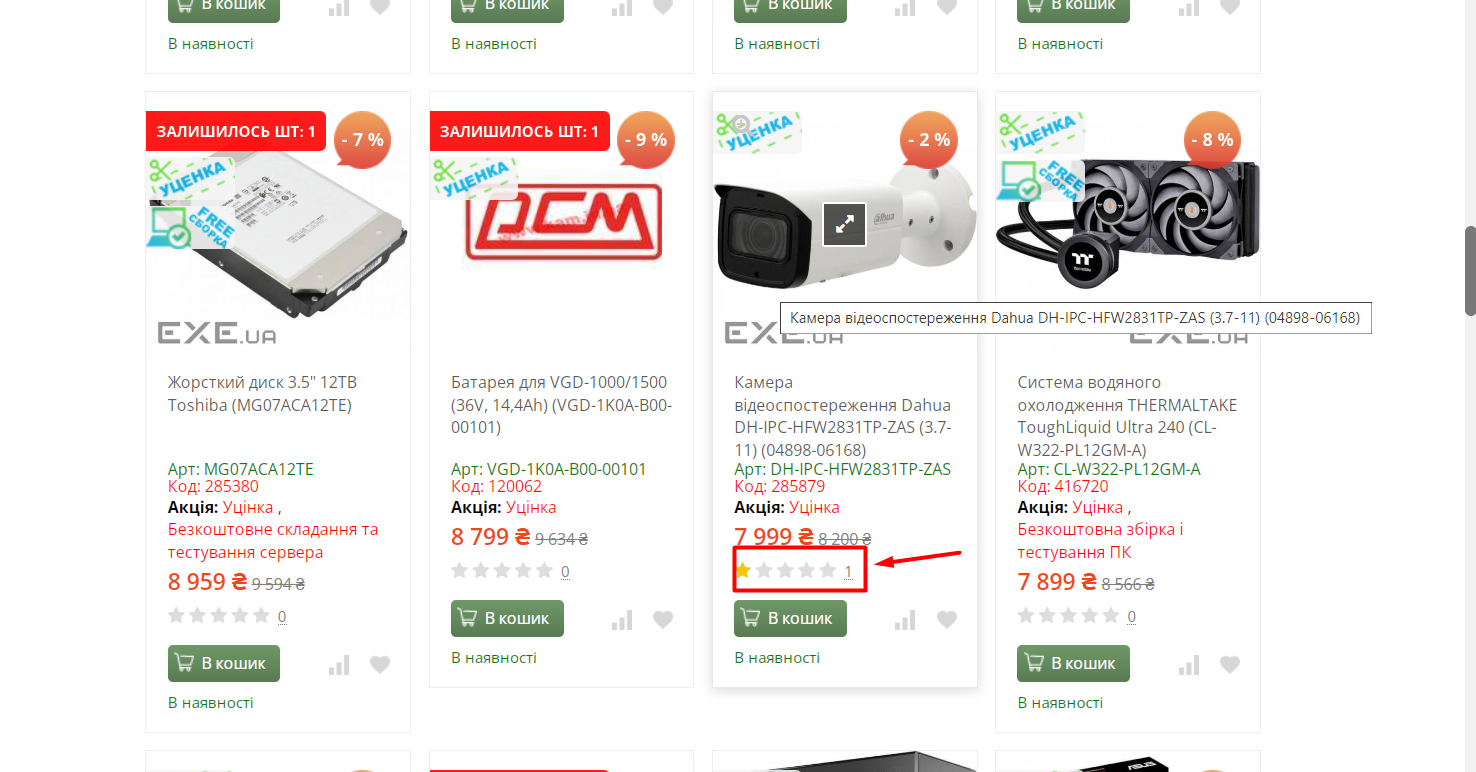 В кошик
В кошик
В кошик
В кошик
В наявності
В наявності
В наявності
В наявності
ЗАЛИШИЛОСЬ ШТ: 1
- 7 %
УЦЕНКА
FREE
СБОРКА
EXE.UA
Жорсткий диск 3.5" 12TB
Toshiba (MG07ACA12TE)
Арт: MG07ACA12TE
Код: 285380
Акція: Уцінка ,
Безкоштовне складання та
тестування сервера
8 959 ₴ 9 594 ₴
0
В кошик
В наявності
ЗАЛИШИЛОСЬ ШТ: 1
- 9 %
УЦЕНКА
PCM
Батарея для VGD-1000/1500
(36V, 14,4Ah) (VGD-1K0A-B00-
00101)
Арт: VGD-1K0A-B00-00101
Код: 120062
Акція: Уцінка
8 799 ₴ 9 634 ₴
0
В кошик
В наявності
УЦЕНКА
- 2 %
alhua
Камера відеоспостереження Dahua DH-IPC-HFW2831TP-ZAS (3.7-11) (04898-06168)
EXE.UA
Камера
відеоспостереження Dahua
DH-IPC-HFW2831TP-ZAS (3.7-
11) (04898-06168)
Арт: DH-IPC-HFW2831TP-ZAS
Код: 285879
Акція: Уцінка
7 999 ₴ 8 200 ₴
1
В кошик
В наявності
УЦЕНКА
- 8 %
FREE
СБОРКА
EXE.UA
Система водяного
охолодження THERMALTAKE
ToughLiquid Ultra 240 (CL-
W322-PL12GM-A)
Арт: CL-W322-PL12GM-A
Код: 416720
Акція: Уцінка ,
Безкоштовна збірка і
тестування ПК
7 899 ₴ 8 566 ₴
0
В кошик
В наявності
ASUS